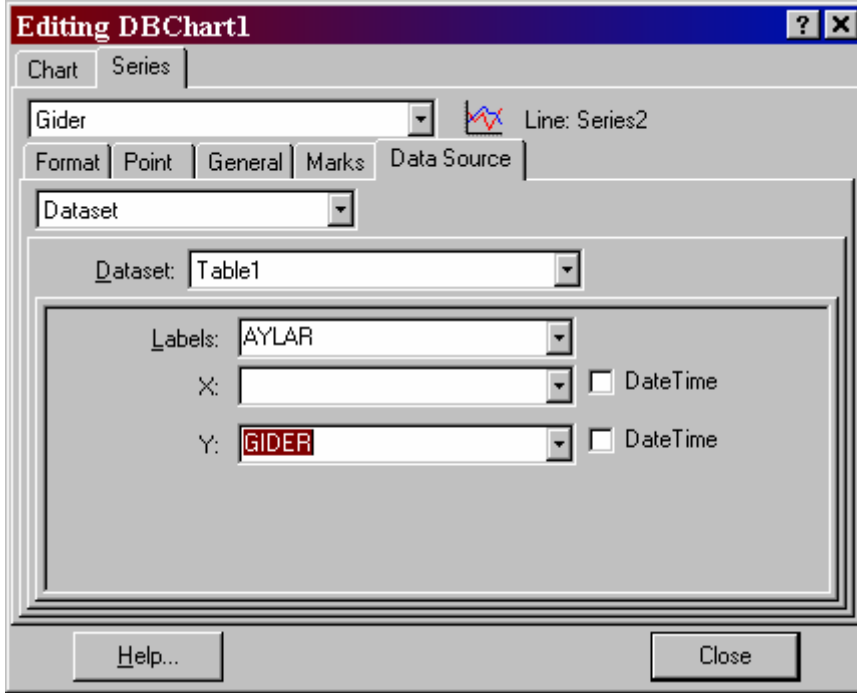 Editing DBChart1
Chart Series
Gider Line: Series2
Format Point General Marks Data Source
Dataset
Dataset: Table1
Labels: AYLAR
X: DateTime
Y: GIDER DateTime
Help... Close